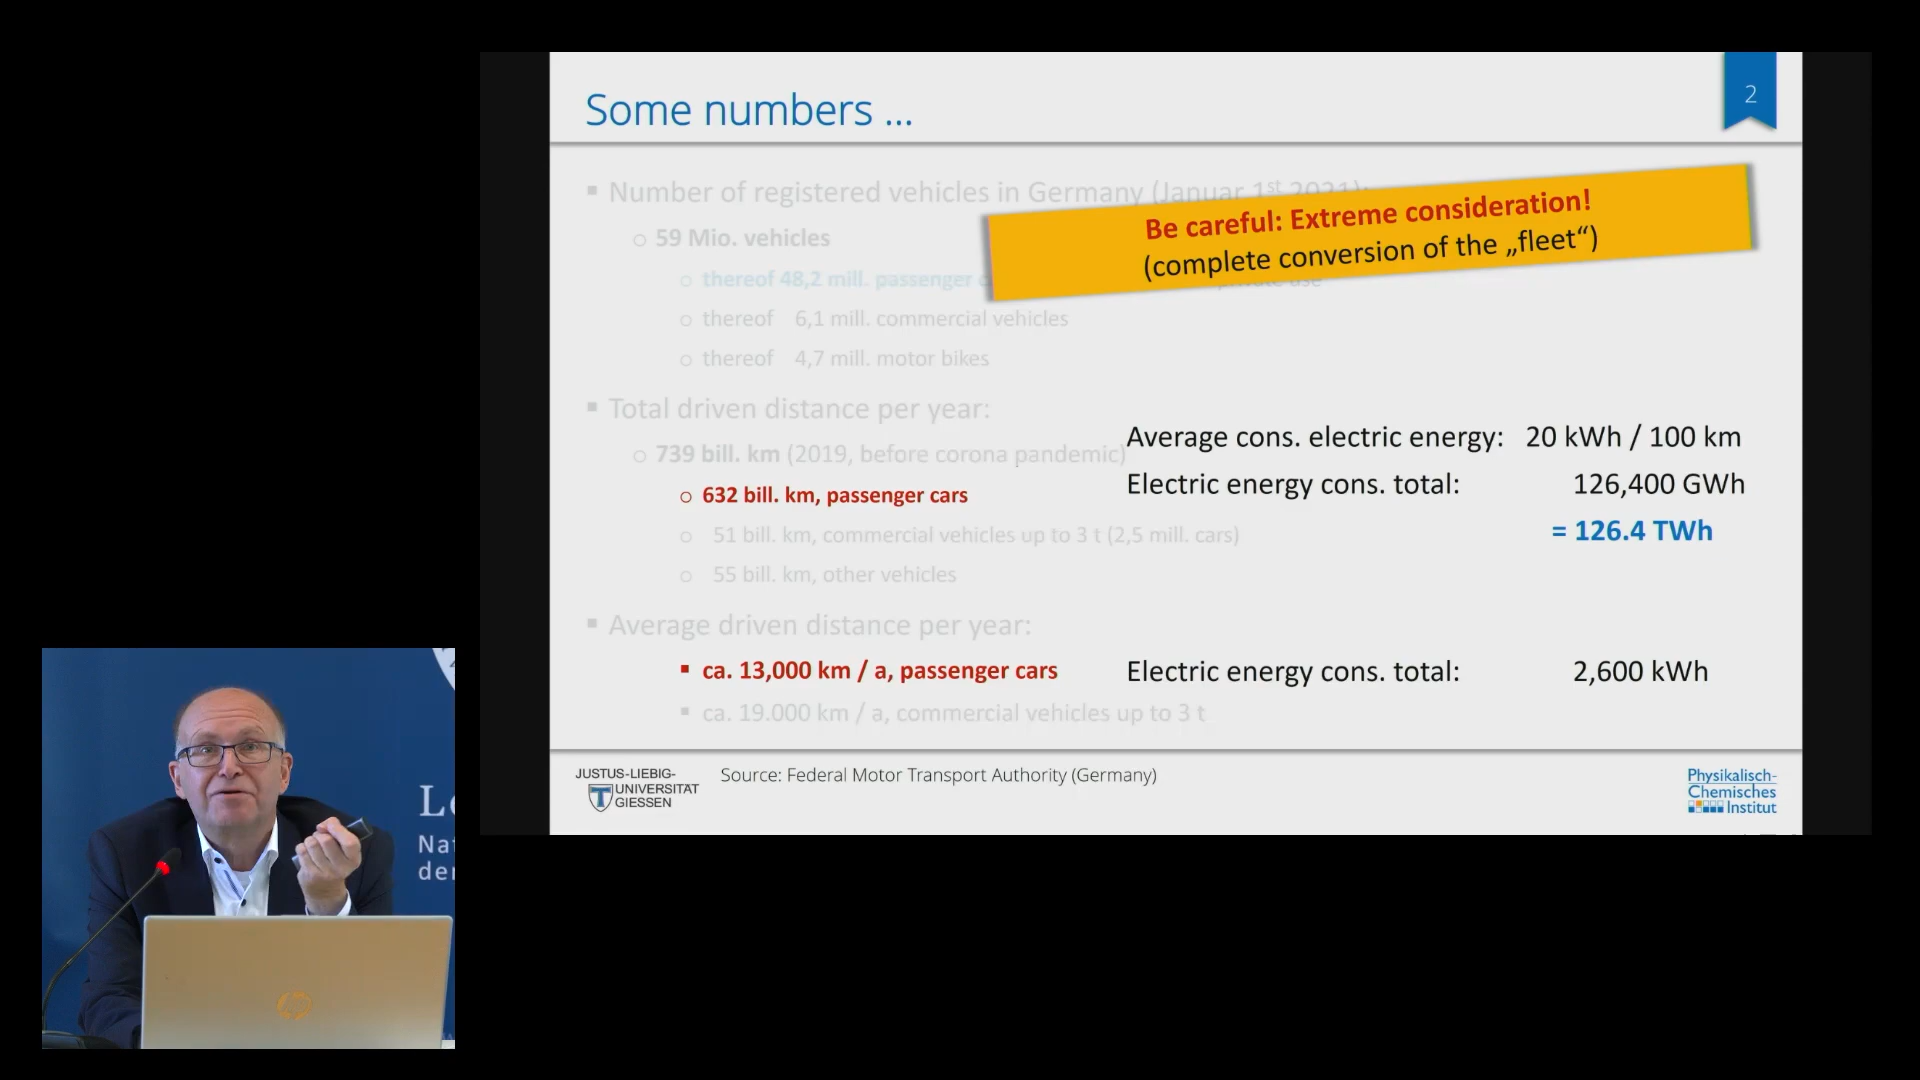 Some numbers ...
2
▪ Number of registered vehicles in Germany (Januar 1st 2021):
Be careful: Extreme consideration!
(complete conversion of the „fleet“)
○ 59 Mio. vehicles
○ thereof 48,2 mill. passenger
○ thereof 6,1 mill. commercial vehicles
○ thereof 4,7 mill. motor bikes
▪ Total driven distance per year:
○ 739 bill. km (2019, before corona pandemic)
○ 632 bill. km, passenger cars
○ 51 bill. km, commercial vehicles up to 3 t (2,5 mill. cars)
○ 55 bill. km, other vehicles
Average cons. electric energy: 20 kWh / 100 km
Electric energy cons. total: 126,400 GWh
= 126.4 TWh
▪ Average driven distance per year:
▪ ca. 13,000 km / a, passenger cars
Electric energy cons. total: 2,600 kWh
▪ ca. 19.000 km / a, commercial vehicles up to 3 t
JUSTUS-LIEBIG-
UNIVERSITAT
GIESSEN
Source: Federal Motor Transport Authority (Germany)
Physikalisch-
Chemisches
Institut
hp